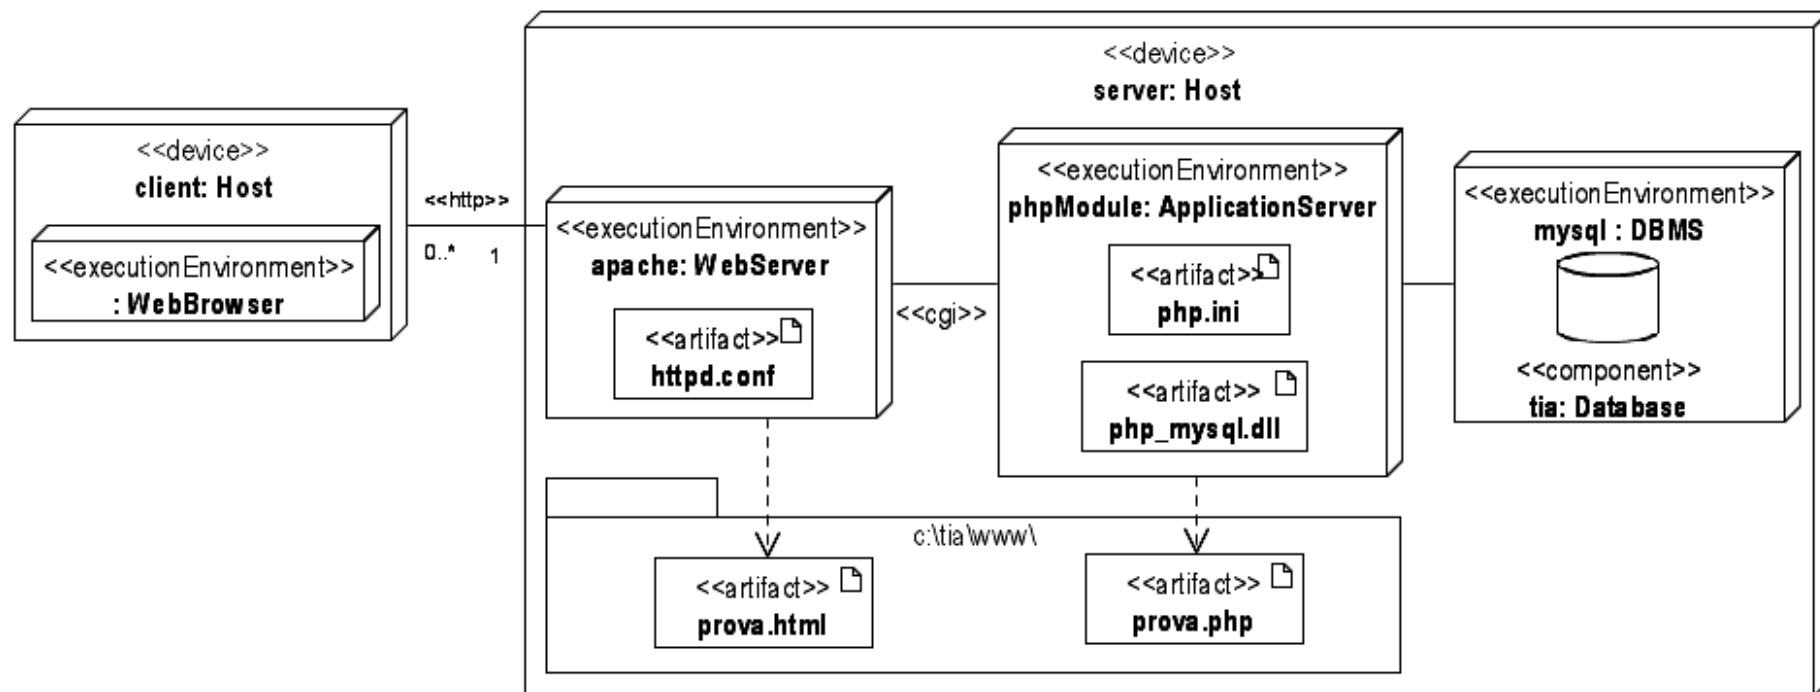 <<device>>
server: Host
<<device>>
client: Host
<<executionEnvironment>>
: WebBrowser
<<http>>
0..*
1
<<executionEnvironment>>
apache: WebServer
<<artifact>>
httpd.conf
<<cgi>>
<<executionEnvironment>>
phpModule: ApplicationServer
<<artifact>>
php.ini
<<artifact>>
php_mysql.dll
<<executionEnvironment>>
mysql : DBMS
<<component>>
tia: Database
c:\tia\www\
<<artifact>>
prova.html
<<artifact>>
prova.php